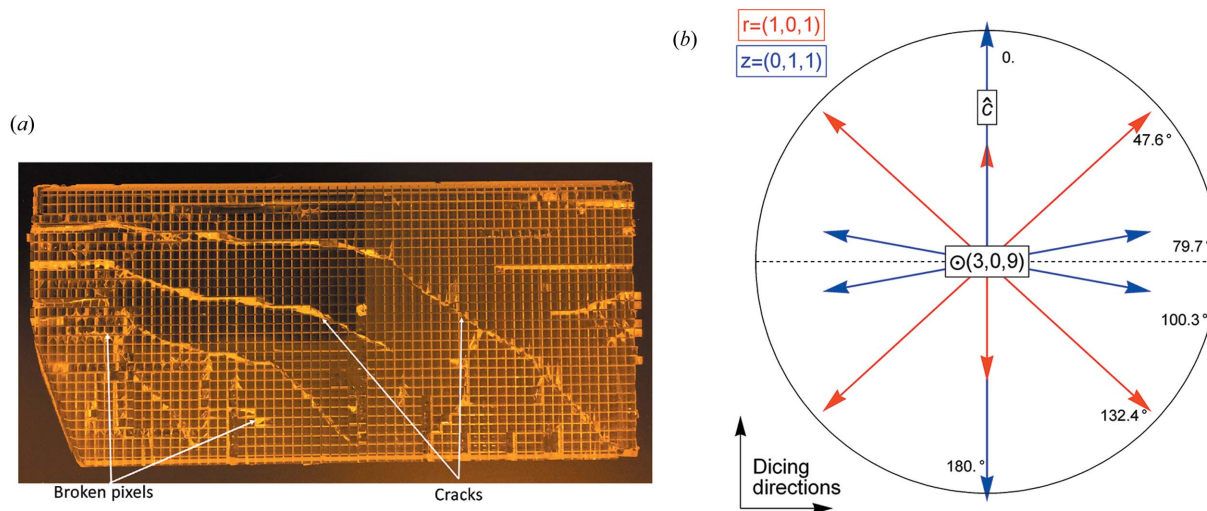 (a)
Broken pixels
Cracks
(b)
r=(1,0,1)
z=(0,1,1)
0.
ĉ
47.6°
79.7°
⊙(3,0,9)
100.3°
132.4°
180.°
Dicing
directions